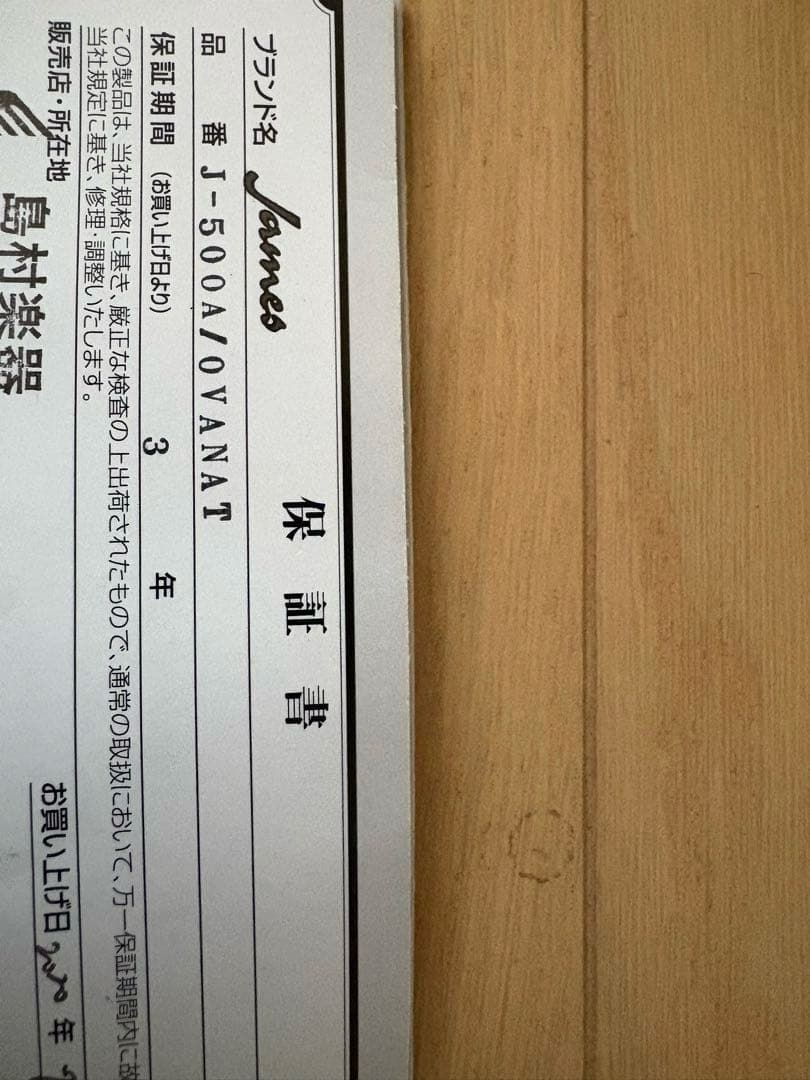 保証書
ブランド名 James
品番 J-500A/OVANAT
保証期間 (お買い上げ日より) 3 年
この製品は、当社規格に基き、厳正な検査の上出荷されたもので、通常の取扱において、万一保証期間内に故
当社規定に基き、修理・調整いたします。
お買い上げ日 2020 年
販売店・所在地
島村楽器